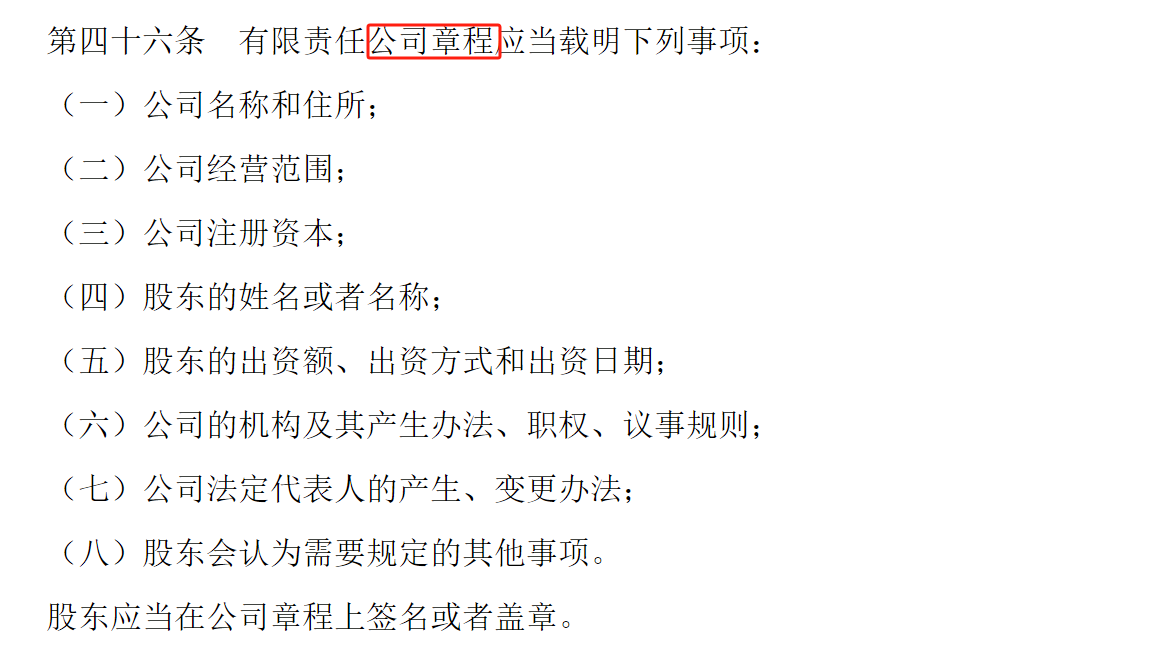 第四十六条　有限责任公司章程应当载明下列事项：
（一）公司名称和住所；
（二）公司经营范围；
（三）公司注册资本；
（四）股东的姓名或者名称；
（五）股东的出资额、出资方式和出资日期；
（六）公司的机构及其产生办法、职权、议事规则；
（七）公司法定代表人的产生、变更办法；
（八）股东会认为需要规定的其他事项。
股东应当在公司章程上签名或者盖章。